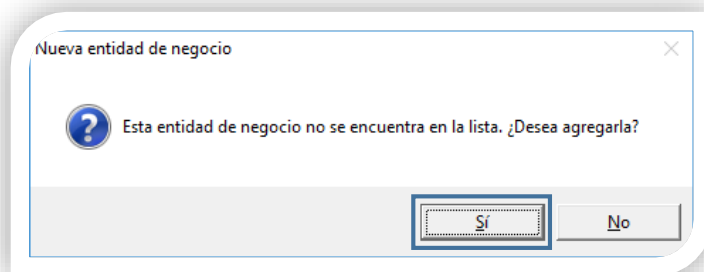 Nueva entidad de negocio
Esta entidad de negocio no se encuentra en la lista. ¿Desea agregarla?
Sí
No